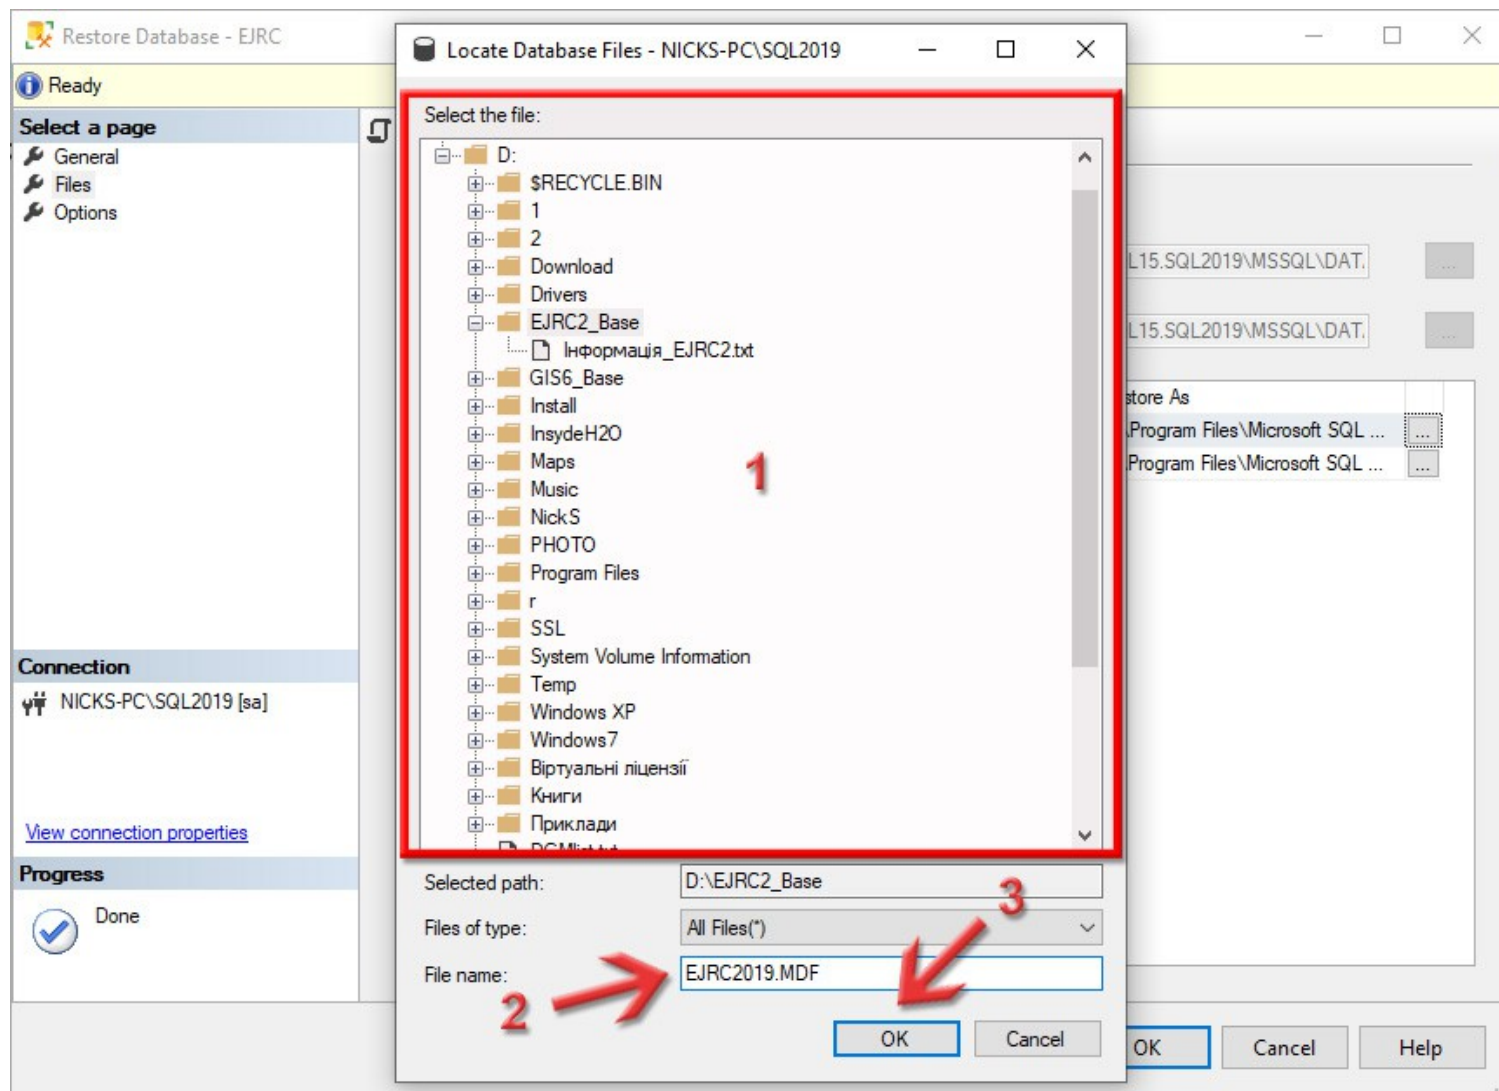 Restore Database - EJRC
Ready
Select a page
General
Files
Options
Connection
NICKS-PC\SQL2019 [sa]
View connection properties
Progress
Done
Locate Database Files - NICKS-PC\SQL2019
Select the file:
D:
$RECYCLE.BIN
1
2
Download
Drivers
EJRC2_Base
Інформація_EJRC2.txt
GIS6_Base
Install
InsydeH2O
Maps
Music
NickS
PHOTO
Program Files
r
SSL
System Volume Information
Temp
Windows XP
Windows7
Віртуальні ліцензії
Книги
Приклади
1
Selected path: D:\EJRC2_Base
Files of type: All Files(*)
File name: EJRC2019.MDF
2
3
OK Cancel
L15.SQL2019\MSSQL\DAT. ...
L15.SQL2019\MSSQL\DAT. ...
store As
\Program Files\Microsoft SQL ... ...
\Program Files\Microsoft SQL ... ...
OK Cancel Help